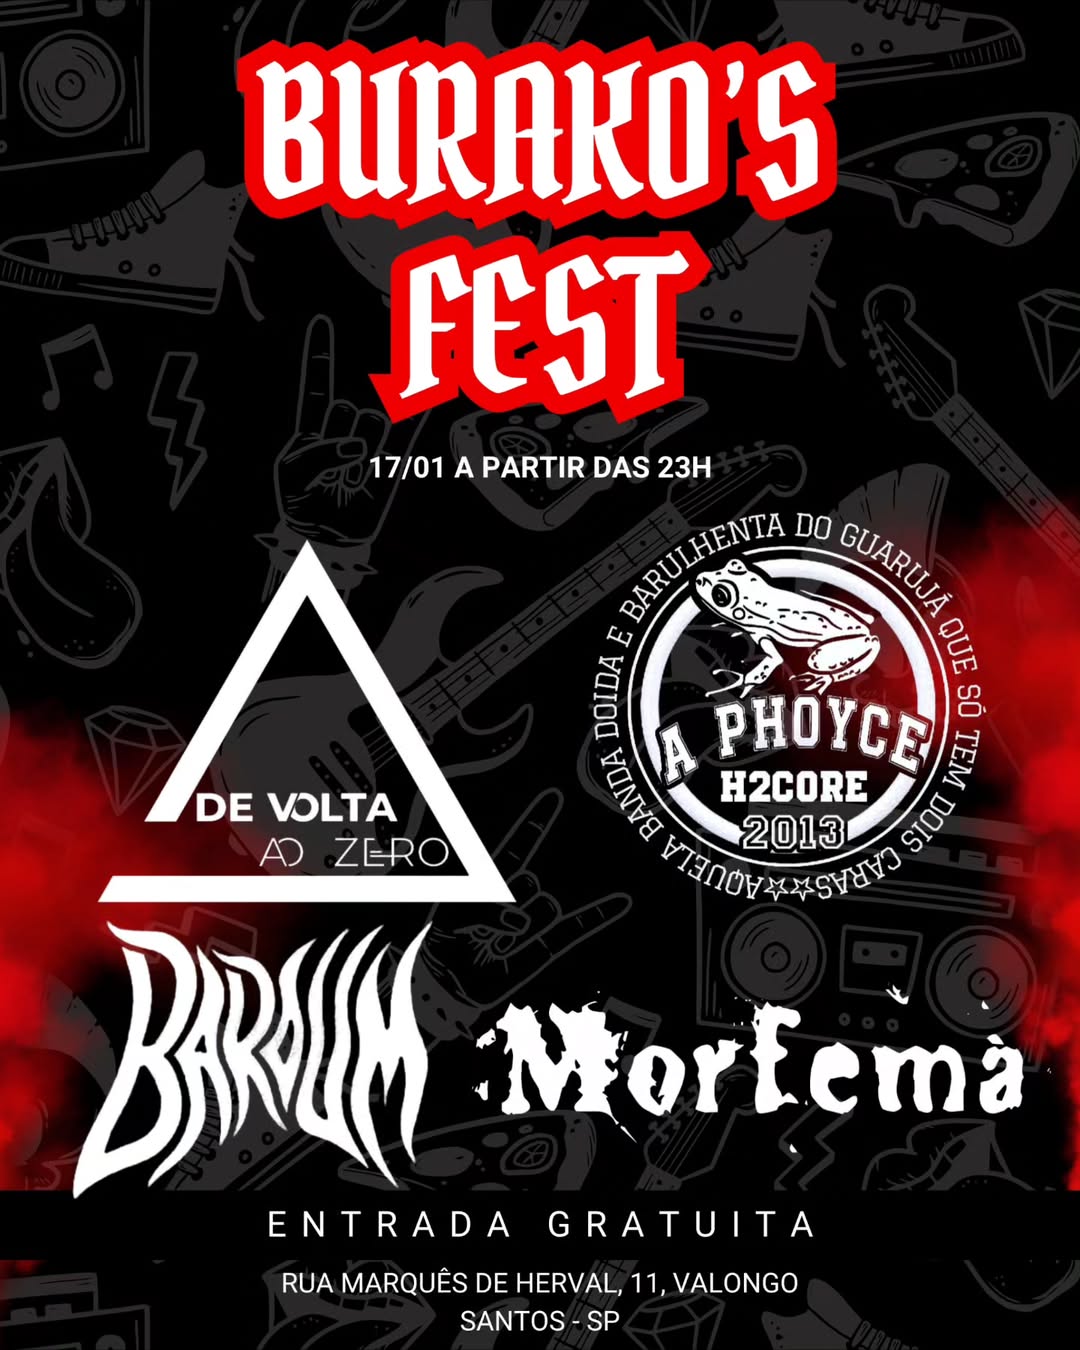 BURAKO'S
FEST
17/01 A PARTIR DAS 23H
DE VOLTA
AO ZERO
AQUELA BANDA DOIDA E BARULHENTA DO GUARUJÁ QUE SÓ TEM DOIS CARAS
A PHOYCE
H2CORE
2013
BAROUM
Mortemà
ENTRADA GRATUITA
RUA MARQUÊS DE HERVAL, 11, VALONGO
SANTOS - SP